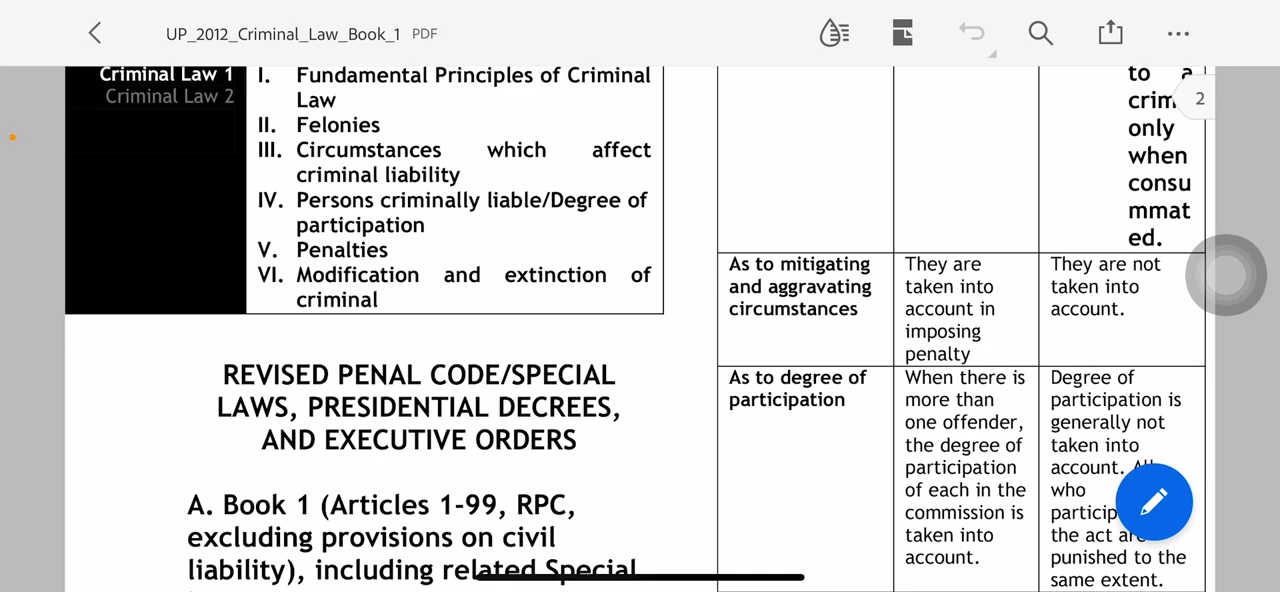 UP_2012_Criminal_Law_Book_1 PDF
Criminal Law 1
Criminal Law 2
I. Fundamental Principles of Criminal
Law
II. Felonies
III. Circumstances which affect
criminal liability
IV. Persons criminally liable/Degree of
participation
V. Penalties
VI. Modification and extinction of
criminal
REVISED PENAL CODE/SPECIAL
LAWS, PRESIDENTIAL DECREES,
AND EXECUTIVE ORDERS
A. Book 1 (Articles 1-99, RPC,
excluding provisions on civil
liability), including related Special
to a
crim
only
when
consu
mmat
ed.
2
As to mitigating
and aggravating
circumstances
They are
taken into
account in
imposing
penalty
They are not
taken into
account.
As to degree of
participation
When there is
more than
one offender,
the degree of
participation
of each in the
commission is
taken into
account.
Degree of
participation is
generally not
taken into
account.
who
particip
the act are
punished to the
same extent.